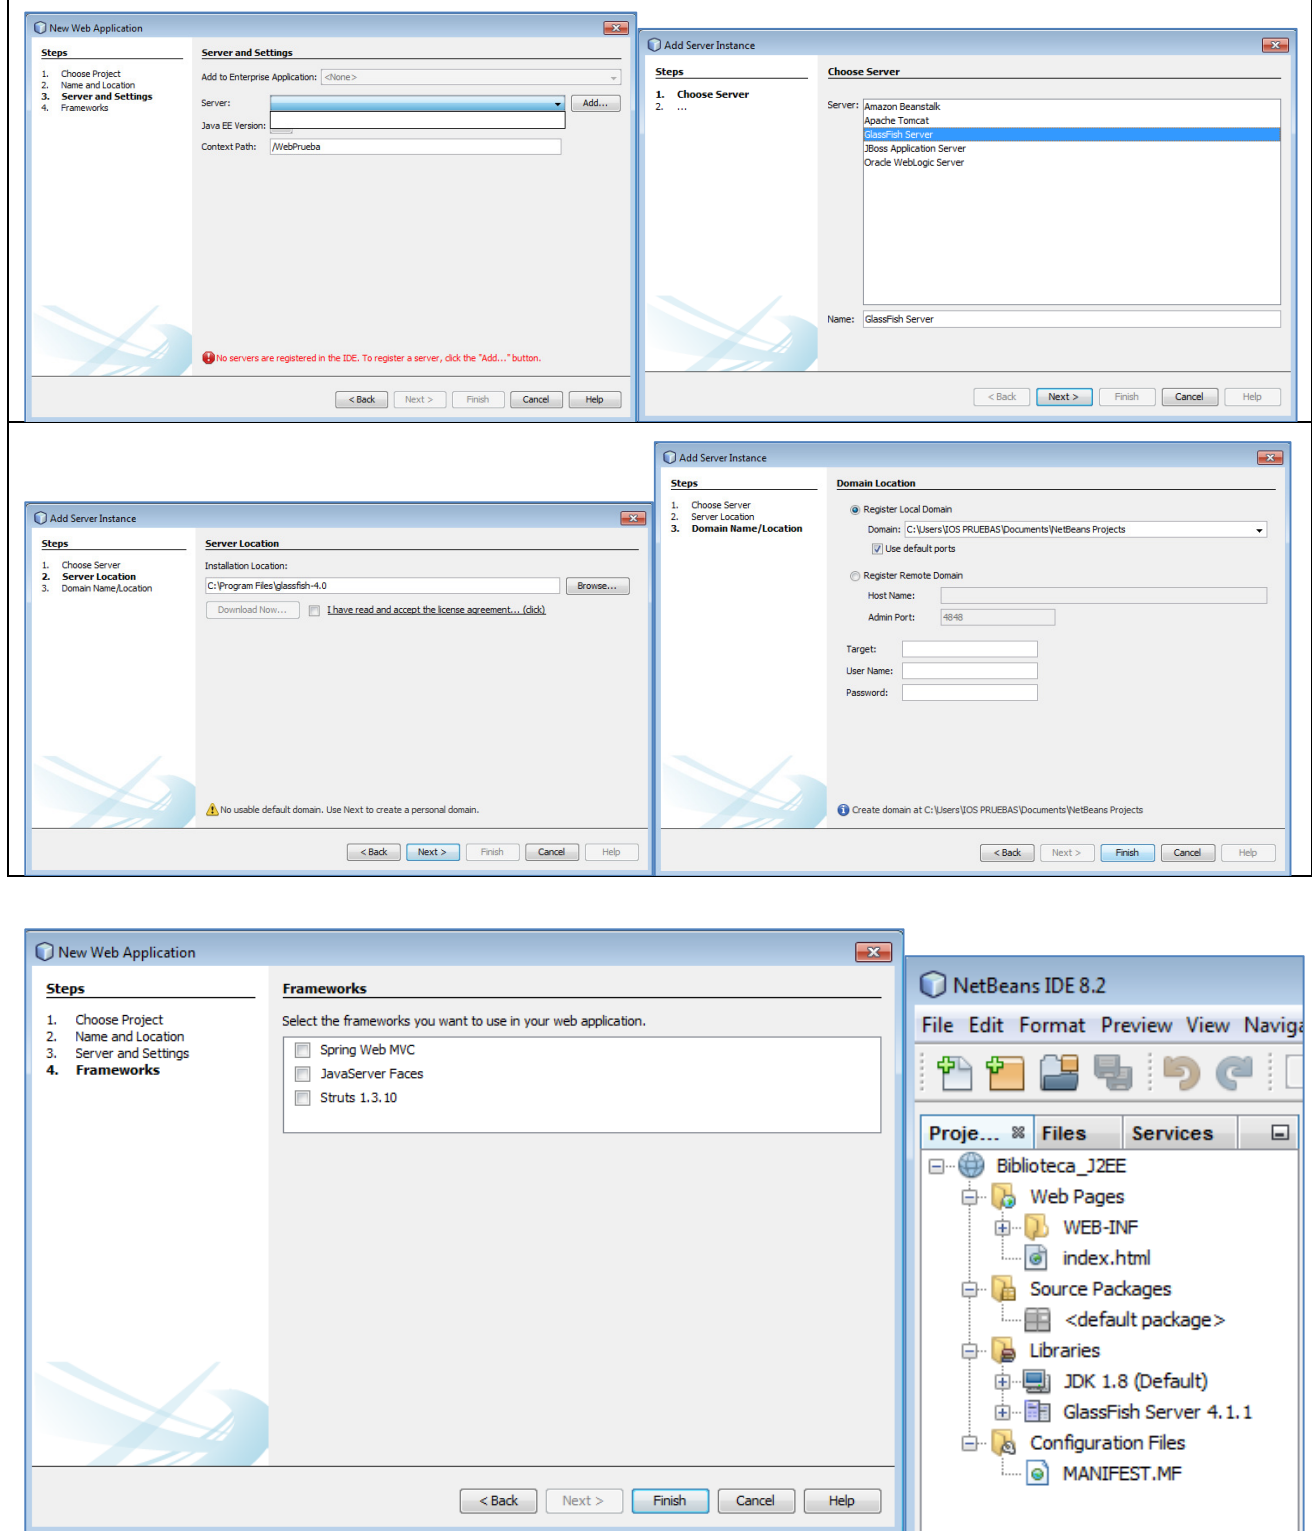 New Web Application
Steps
1. Choose Project
2. Name and Location
3. Server and Settings
4. Frameworks
Server and Settings
Add to Enterprise Application: <None>
Server: Add...
Java EE Version:
Context Path: /WebPrueba
No servers are registered in the IDE. To register a server, click the "Add..." button.
< Back Next > Finish Cancel Help
Add Server Instance
Steps
1. Choose Server
2. ...
Choose Server
Server: Amazon Beanstalk
Apache Tomcat
GlassFish Server
JBoss Application Server
Oracle WebLogic Server
Name: GlassFish Server
< Back Next > Finish Cancel Help
Add Server Instance
Steps
1. Choose Server
2. Server Location
3. Domain Name/Location
Server Location
Installation Location:
C:\Program Files\glassfish-4.0 Browse...
Download Now... I have read and accept the license agreement... (click)
No usable default domain. Use Next to create a personal domain.
< Back Next > Finish Cancel Help
Add Server Instance
Steps
1. Choose Server
2. Server Location
3. Domain Name/Location
Domain Location
Register Local Domain
Domain: C:\Users\IOS PRUEBAS\Documents\NetBeans Projects
Use default ports
Register Remote Domain
Host Name:
Admin Port: 4848
Target:
User Name:
Password:
Create domain at C:\Users\IOS PRUEBAS\Documents\NetBeans Projects
< Back Next > Finish Cancel Help
New Web Application
Steps
1. Choose Project
2. Name and Location
3. Server and Settings
4. Frameworks
Frameworks
Select the frameworks you want to use in your web application.
Spring Web MVC
JavaServer Faces
Struts 1.3.10
< Back Next > Finish Cancel Help
NetBeans IDE 8.2
File Edit Format Preview View Naviga
Proje... Files Services
Biblioteca_J2EE
Web Pages
WEB-INF
index.html
Source Packages
<default package>
Libraries
JDK 1.8 (Default)
GlassFish Server 4.1.1
Configuration Files
MANIFEST.MF